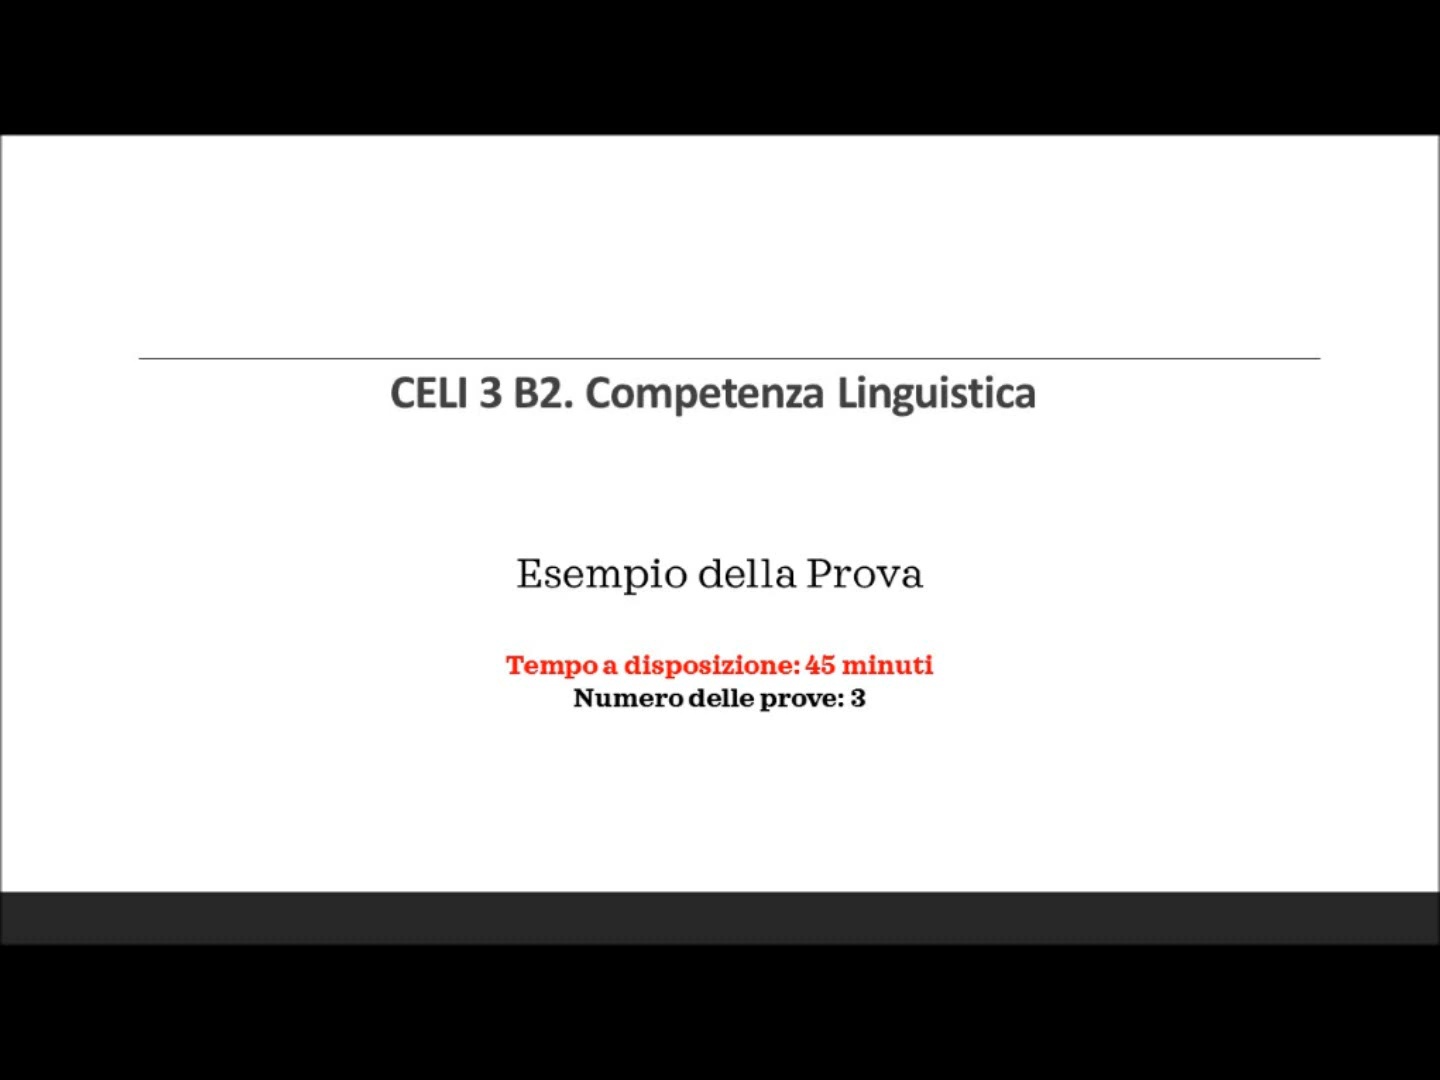 CELI 3 B2. Competenza Linguistica
Esempio della Prova
Tempo a disposizione: 45 minuti
Numero delle prove: 3